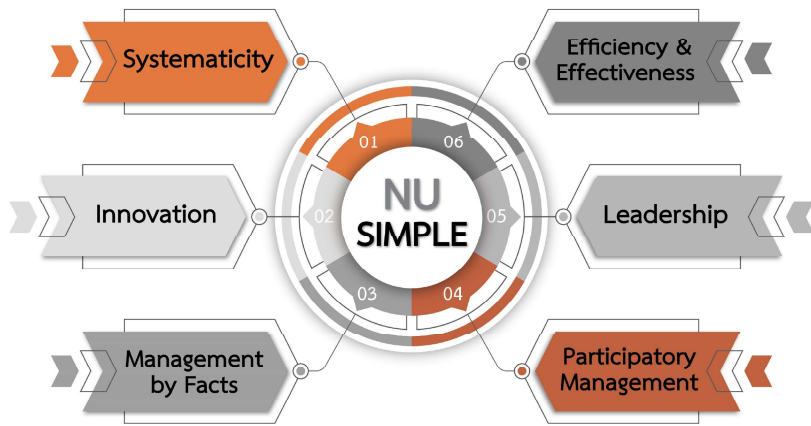 Systematicity
Efficiency &
Effectiveness
01
06
Innovation
02
NU
SIMPLE
05
Leadership
03
04
Management
by Facts
Participatory
Management